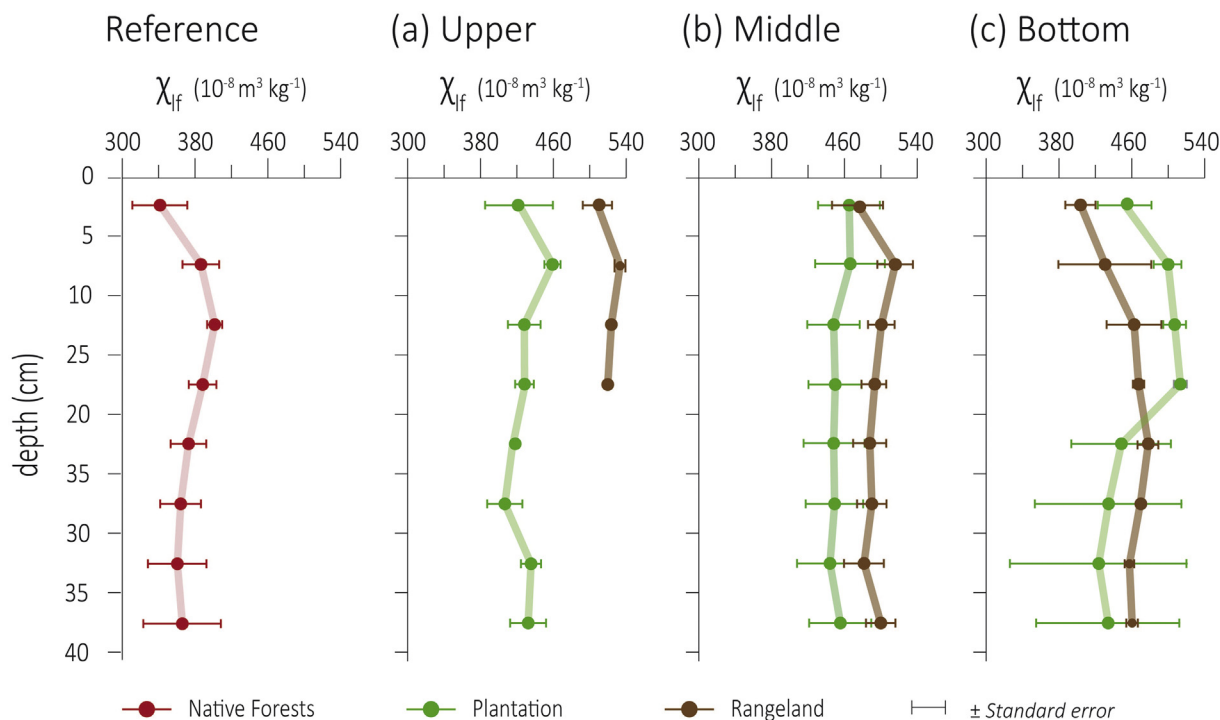 Reference (a) Upper (b) Middle (c) Bottom
χlf (10⁻⁸ m³ kg⁻¹) χlf (10⁻⁸ m³ kg⁻¹) χlf (10⁻⁸ m³ kg⁻¹) χlf (10⁻⁸ m³ kg⁻¹)
300 380 460 540 300 380 460 540 300 380 460 540 300 380 460 540
0
5
10
25
20
25
30
35
40
depth (cm)
Native Forests Plantation Rangeland ± Standard error